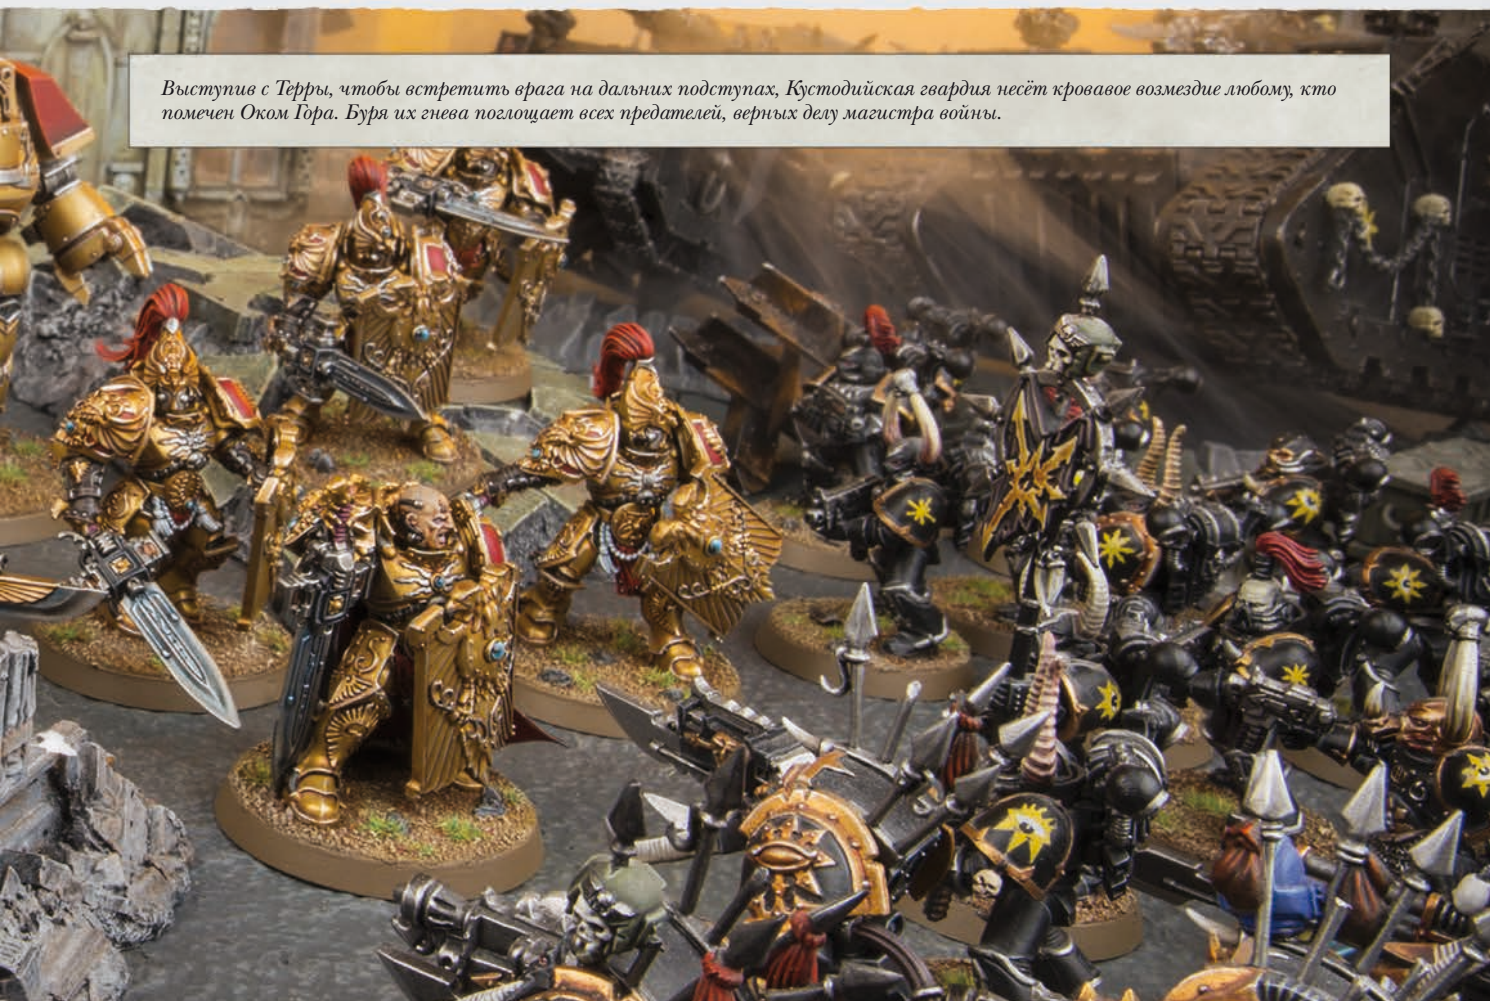 Выступив с Терры, чтобы встретить врага на дальних подступах, Кустодийская гвардия несёт кровавое возмездие любому, кто
помечен Оком Гора. Буря их гнева поглощает всех предателей, верных делу магистра войны.